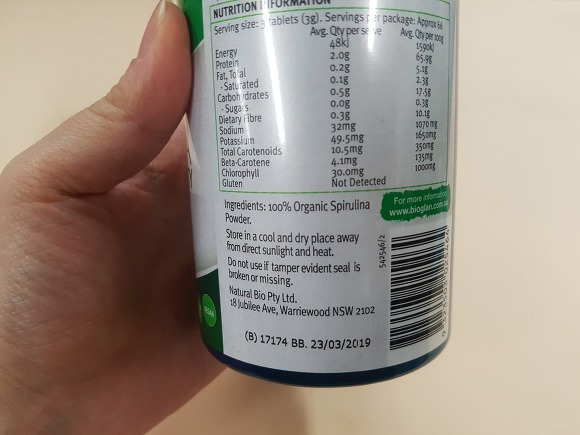 NUTRITION INFORMATION
Serving size: 3 tablets (3g). Servings per package: Approx 66
Avg. Qty per serve Avg. Qty per 100g
Energy 48kJ 1590kJ
Protein 2.0g 65.9g
Fat, Total 0.2g 5.1g
- Saturated 0.1g 2.3g
Carbohydrates 0.5g 17.5g
- Sugars 0.0g 0.3g
Dietary Fibre 0.3g 10.1g
Sodium 32mg 1070mg
Potassium 49.5mg 1650mg
Total Carotenoids 10.5mg 350mg
Beta-Carotene 4.1mg 135mg
Chlorophyll 30.0mg 1000mg
Gluten Not Detected
Ingredients: 100% Organic Spirulina
Powder.
Store in a cool and dry place away
from direct sunlight and heat.
Do not use if tamper evident seal is
broken or missing.
Natural Bio Pty Ltd.
18 Jubilee Ave, Warriewood NSW 2102
(B) 17174 BB. 23/03/2019
For more information
www.bioglan.com.au
542546/2
VEGAN